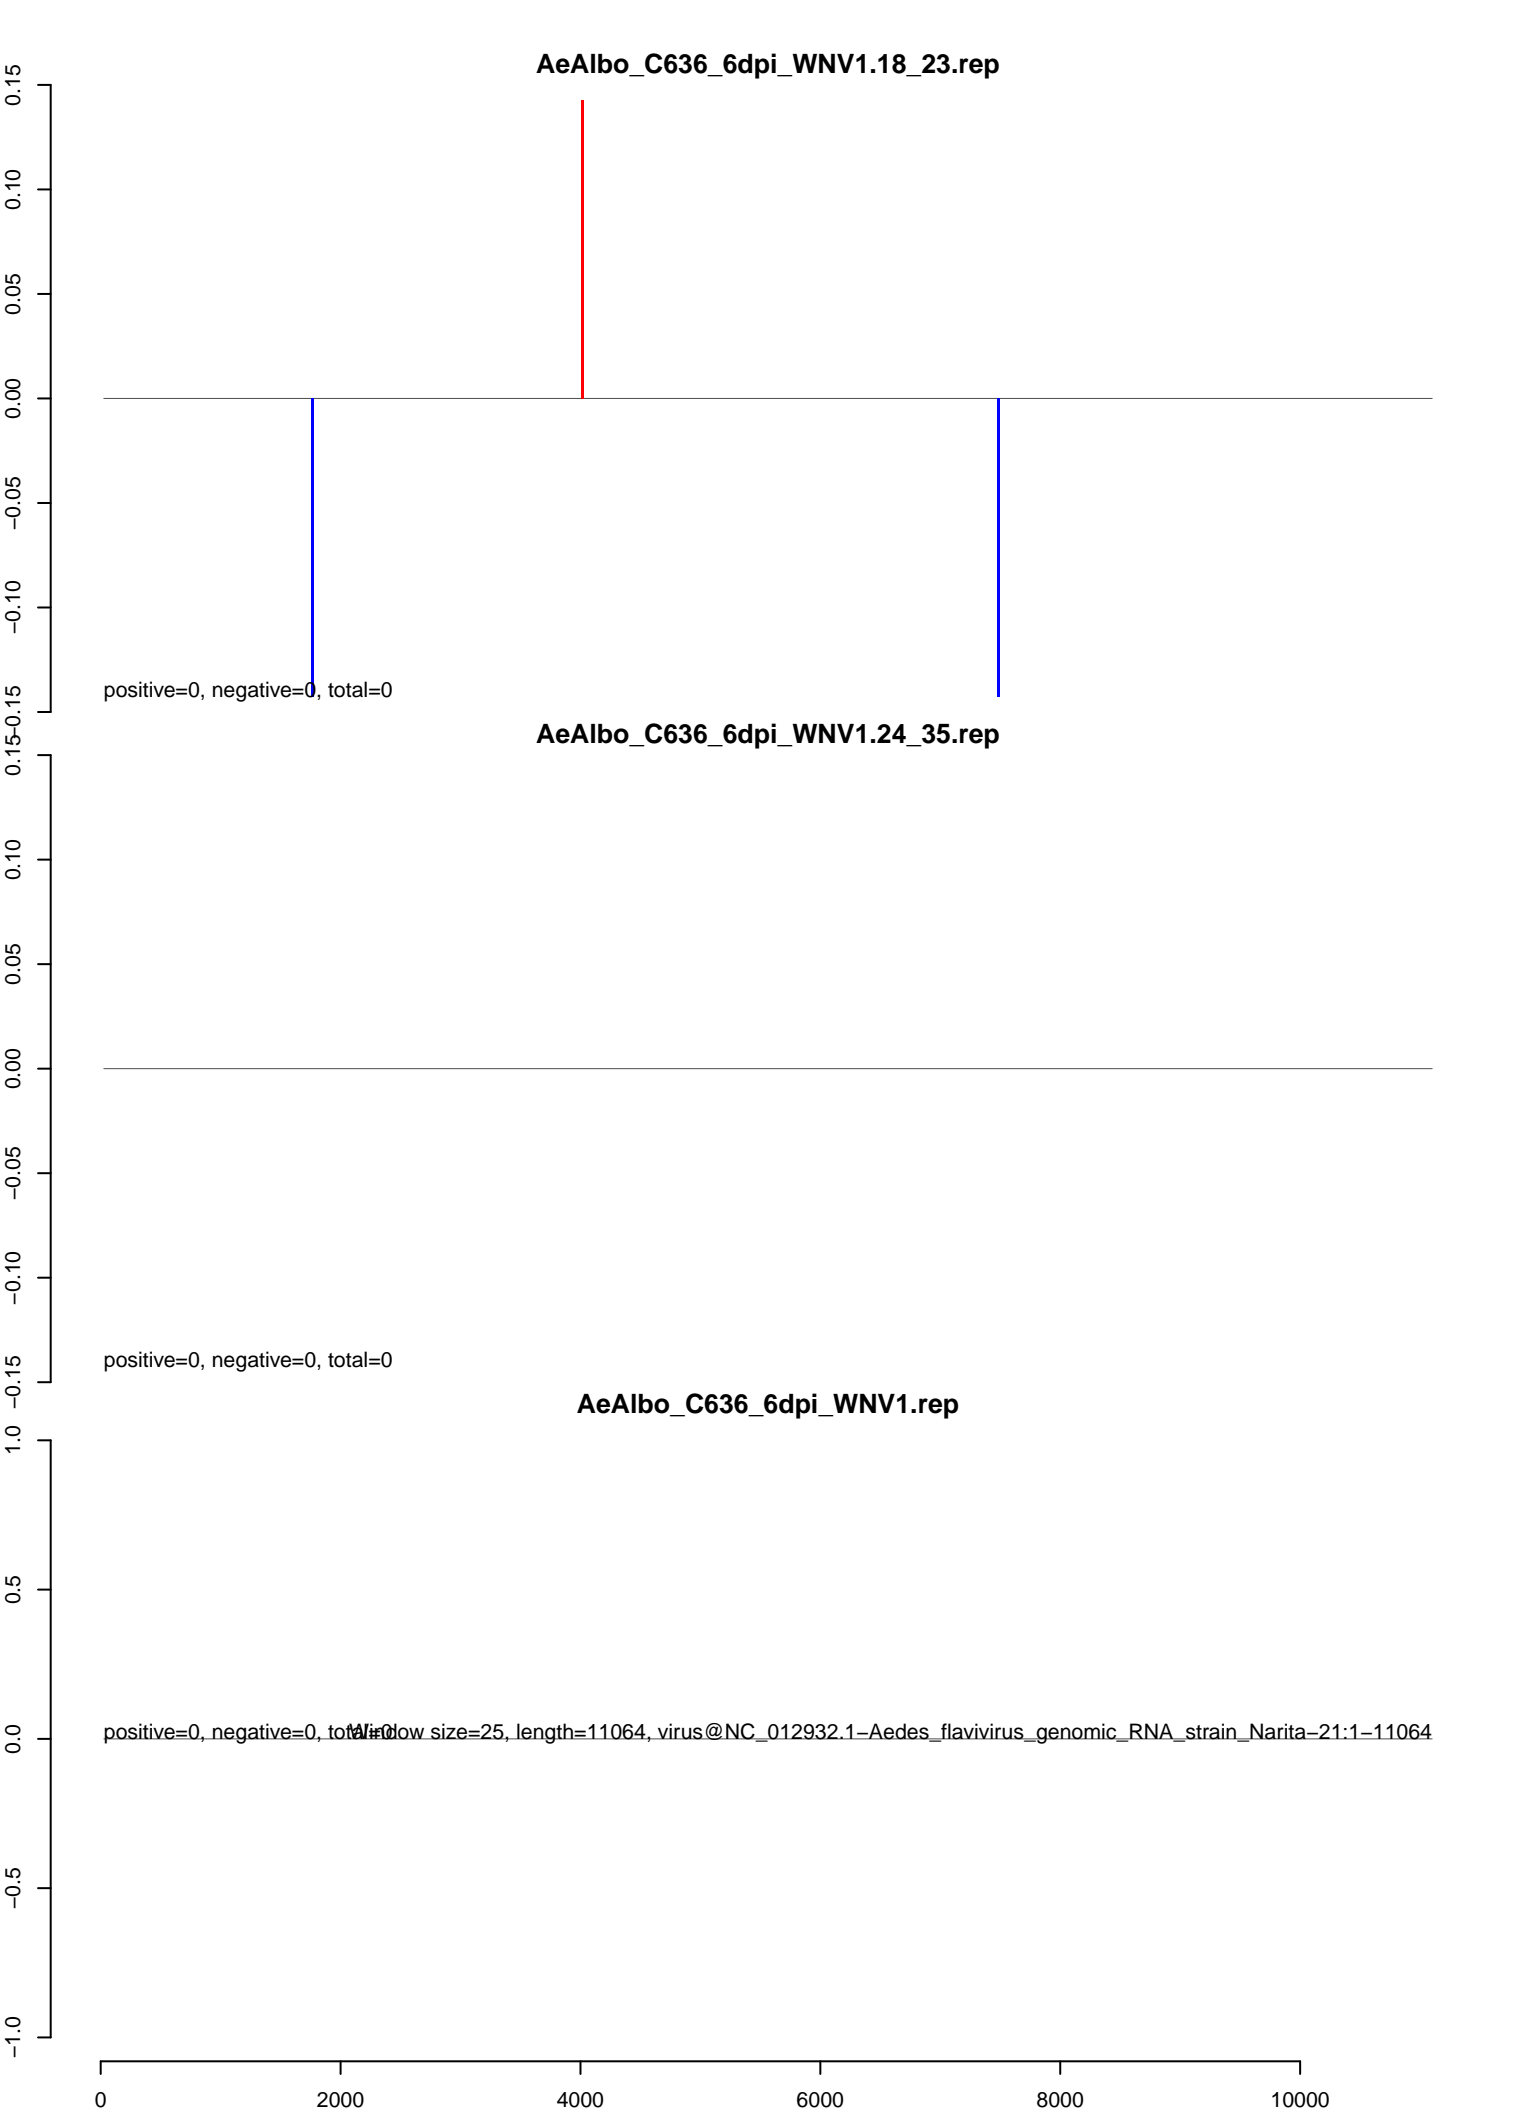 AeAlbo_C636_6dpi_WNV1.18_23.rep
0.15
0.10
0.05
0.00
−0.05
−0.10
−0.15
positive=0, negative=0, total=0
AeAlbo_C636_6dpi_WNV1.24_35.rep
0.15
0.10
0.05
0.00
−0.05
−0.10
−0.15
positive=0, negative=0, total=0
AeAlbo_C636_6dpi_WNV1.rep
1.0
0.5
0.0
−0.5
−1.0
positive=0, negative=0, total=0
Window size=25, length=11064, virus@NC_012932.1−Aedes_flavivirus_genomic_RNA_strain_Narita−21:1−11064
0 2000 4000 6000 8000 10000